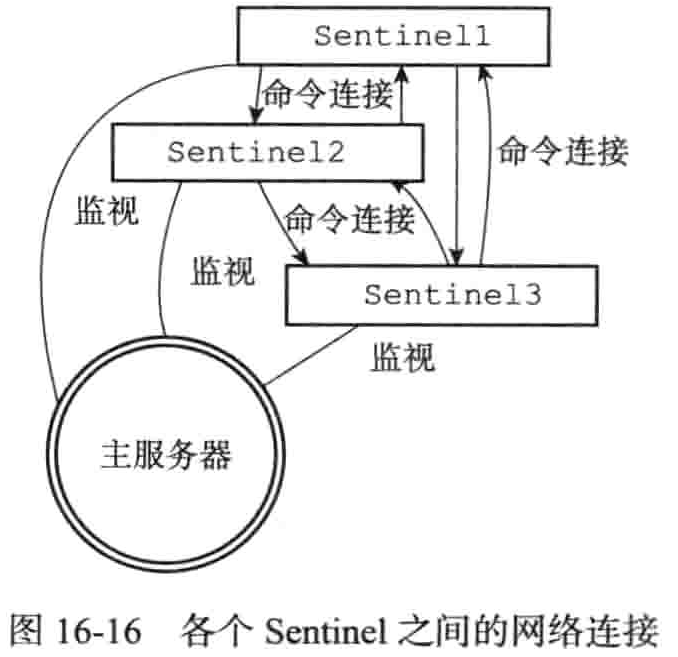 Sentinel1
命令连接
Sentinel2
命令连接
监视
命令连接
监视
Sentinel3
监视
主服务器
图 16-16 各个 Sentinel 之间的网络连接